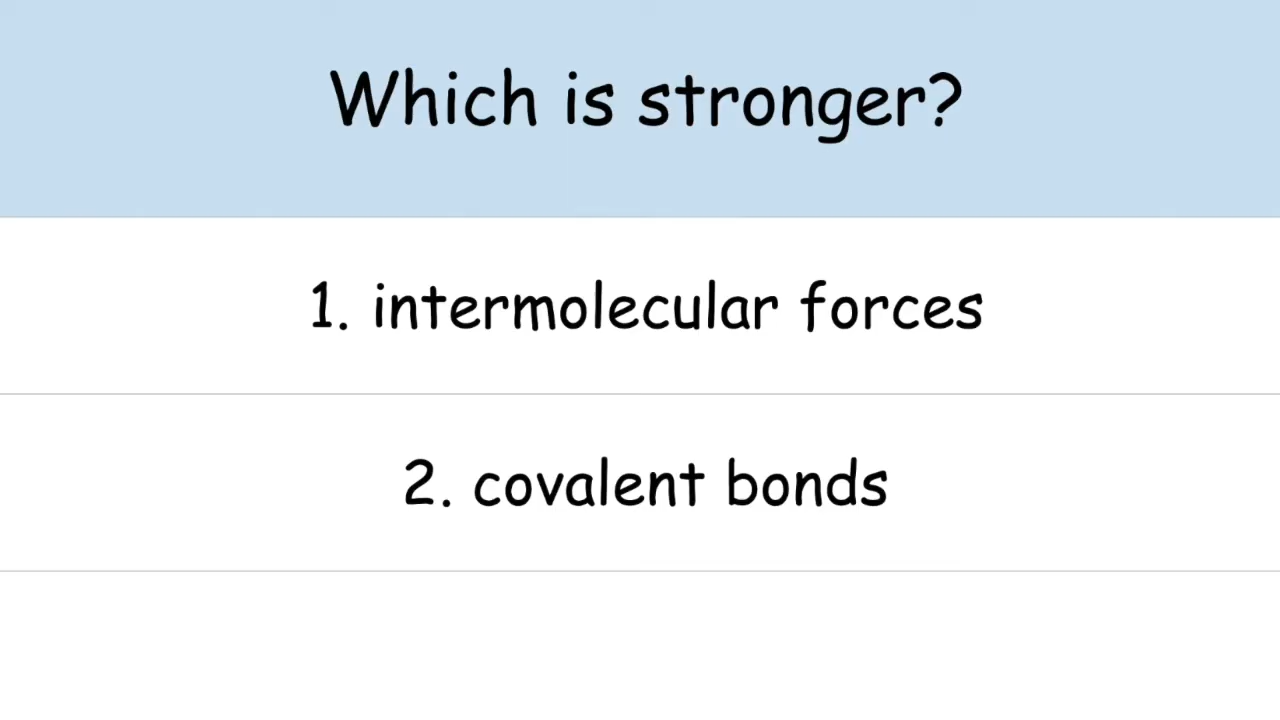 Which is stronger?
1. intermolecular forces
2. covalent bonds